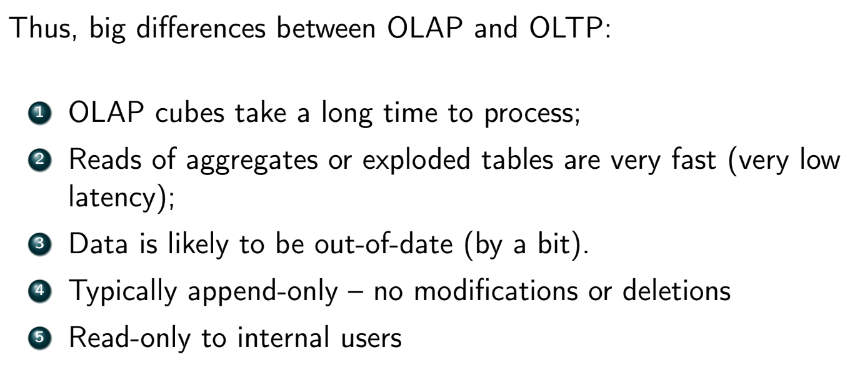 Thus, big differences between OLAP and OLTP:
1 OLAP cubes take a long time to process;
2 Reads of aggregates or exploded tables are very fast (very low
latency);
3 Data is likely to be out-of-date (by a bit).
4 Typically append-only – no modifications or deletions
5 Read-only to internal users